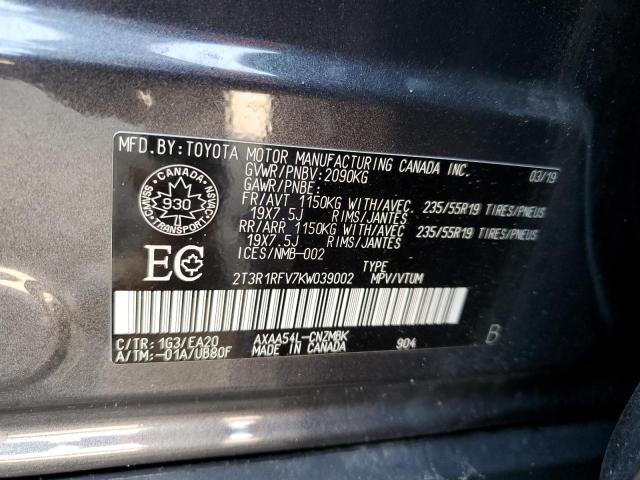 MFD.BY:TOYOTA MOTOR MANUFACTURING CANADA INC. 03/19
GVWR/PNBV:2090KG
GAWR/PNBE:
FR/AVT 1150KG WITH/AVEC 235/55R19 TIRES/PNEUS
19X7.5J RIMS/JANTES
RR/ARR 1150KG WITH/AVEC 235/55R19 TIRES/PNEUS
19X7.5J RIMS/JANTES
ICES/NMB-002
CANADA
CMVSS
NSVAC
930
TRANSPORT
EC
TYPE
2T3R1RFV7KW039002 MPV/VTUM
C/TR: 1G3/EA20 AXAA54L-CNZMBK
A/TM:-01A/UB80F MADE IN CANADA 904
B